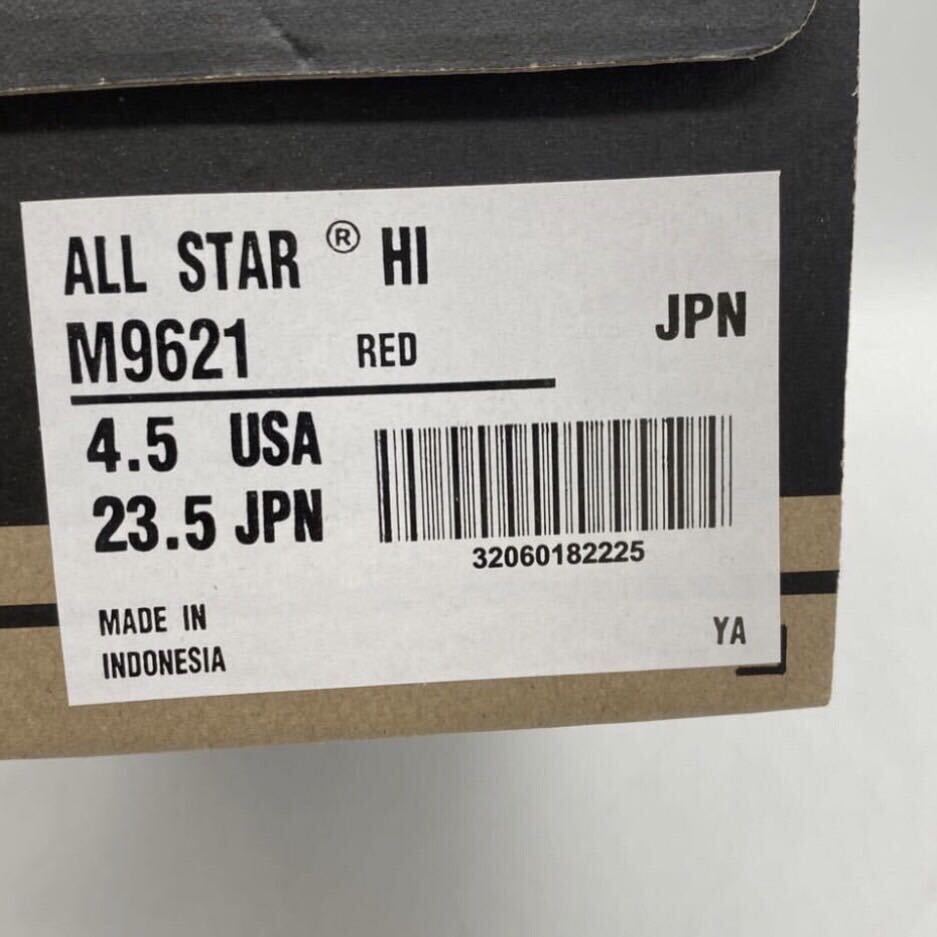 ALL STAR ® HI
M9621 RED
JPN
4.5 USA
23.5 JPN
32060182225
MADE IN
INDONESIA
YA